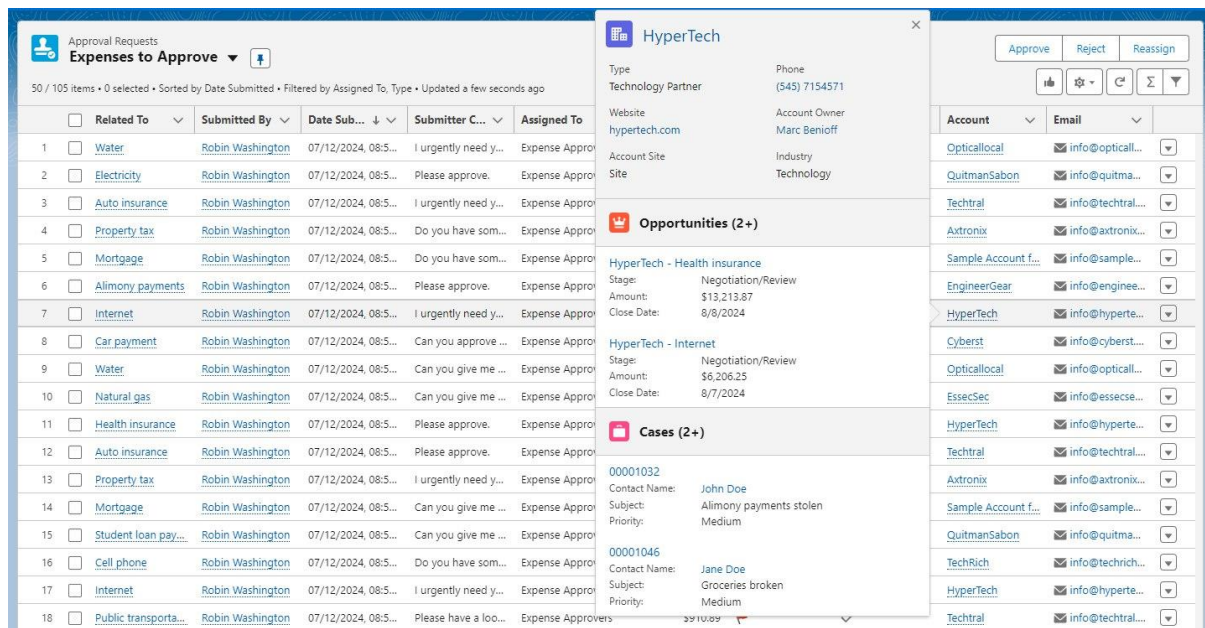 Approval Requests
Expenses to Approve
50 / 105 items • 0 selected • Sorted by Date Submitted • Filtered by Assigned To, Type • Updated a few seconds ago
Approve Reject Reassign
Related To Submitted By Date Sub... Submitter C... Assigned To Account Email
1 Water Robin Washington 07/12/2024, 08:5... I urgently need y... Expense Appro Opticallocal info@opticall...
2 Electricity Robin Washington 07/12/2024, 08:5... Please approve. Expense Appro QuitmanSabon info@quitma...
3 Auto insurance Robin Washington 07/12/2024, 08:5... I urgently need y... Expense Appro Techtral info@techtral....
4 Property tax Robin Washington 07/12/2024, 08:5... Do you have som... Expense Appro Axtronix info@axtronix...
5 Mortgage Robin Washington 07/12/2024, 08:5... Do you have som... Expense Appro Sample Account f... info@sample...
6 Alimony payments Robin Washington 07/12/2024, 08:5... Please approve. Expense Appro EngineerGear info@enginee...
7 Internet Robin Washington 07/12/2024, 08:5... I urgently need y... Expense Appro HyperTech info@hyperte...
8 Car payment Robin Washington 07/12/2024, 08:5... Can you approve ... Expense Appro Cyberst info@cyberst....
9 Water Robin Washington 07/12/2024, 08:5... Can you give me ... Expense Appro Opticallocal info@opticall...
10 Natural gas Robin Washington 07/12/2024, 08:5... Can you give me ... Expense Appro EssecSec info@essecse...
11 Health insurance Robin Washington 07/12/2024, 08:5... Please approve. Expense Appro HyperTech info@hyperte...
12 Auto insurance Robin Washington 07/12/2024, 08:5... Please approve. Expense Appro Techtral info@techtral....
13 Property tax Robin Washington 07/12/2024, 08:5... I urgently need y... Expense Appro Axtronix info@axtronix...
14 Mortgage Robin Washington 07/12/2024, 08:5... Can you give me ... Expense Appro Sample Account f... info@sample...
15 Student loan pay... Robin Washington 07/12/2024, 08:5... Can you give me ... Expense Appro QuitmanSabon info@quitma...
16 Cell phone Robin Washington 07/12/2024, 08:5... Do you have som... Expense Appro TechRich info@techrich...
17 Internet Robin Washington 07/12/2024, 08:5... I urgently need y... Expense Appro HyperTech info@hyperte...
18 Public transporta... Robin Washington 07/12/2024, 08:5... Please have a loo... Expense Approvers $910.89 Techtral info@techtral....
HyperTech
Type Phone
Technology Partner (545) 7154571
Website Account Owner
hypertech.com Marc Benioff
Account Site Industry
Site Technology
Opportunities (2+)
HyperTech - Health insurance
Stage: Negotiation/Review
Amount: $13,213.87
Close Date: 8/8/2024
HyperTech - Internet
Stage: Negotiation/Review
Amount: $6,206.25
Close Date: 8/7/2024
Cases (2+)
00001032
Contact Name: John Doe
Subject: Alimony payments stolen
Priority: Medium
00001046
Contact Name: Jane Doe
Subject: Groceries broken
Priority: Medium